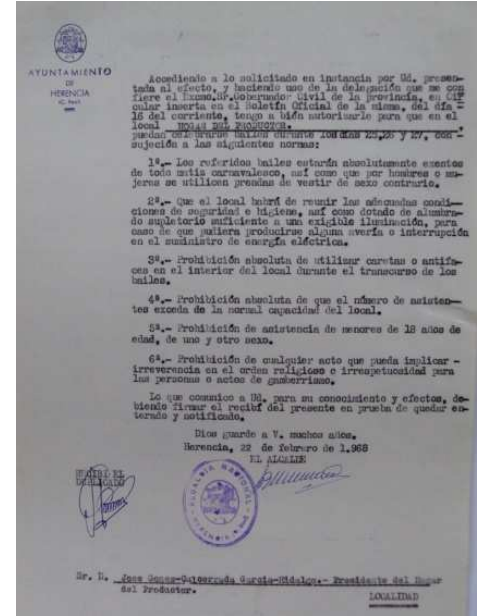 AYUNTAMIENTO
DE
HERENCIA
(C. Real)
Accediendo a lo solicitado en instancia por Ud. presen-
tada al efecto, y haciendo uso de la delegación que me con
fiere el Excmo.Sr.Gobernador Civil de la provincia, en Cir
cular inserta en el Boletín Oficial de la misma, del día =
16 del corriente, tengo a bién autorizarle para que en el
local HOGAR DEL PRODUCTOR.
puedan celebrarse bailes durante los días 25,26 y 27, con-
sujeción a las siguientes normas:
1ª.- Los referidos bailes estarán absolutamente exentos
de todo matiz carnavalesco, así como que por hombres o mu-
jeres se utilicen prendas de vestir de sexo contrario.
2ª.- Que el local habrá de reunir las adecuadas condi-
ciones de seguridad e higiene, así como dotado de alumbra-
do supletorio suficiente a una exigible iluminación, para
caso de que pudiera producirse alguna avería o interrupción
en el suministro de energía eléctrica.
3ª.- Prohibición absoluta de utilizar caretas o antifa-
ces en el interior del local durante el transcurso de los
bailes.
4ª.- Prohibición absoluta de que el número de asisten-
tes exceda de la normal capacidad del local.
5ª.- Prohibición de asistencia de menores de 18 años de
edad, de uno y otro sexo.
6ª.- Prohibición de cualquier acto que pueda implicar -
irreverencia en el orden religioso e irrespetuosidad para
las personas o actos de gamberrismo.
Lo que comunico a Ud. para su conocimiento y efectos, de-
biendo firmar el recibí del presente en prueba de quedar en-
terado y notificado.
Dios guarde a V. muchos años.
Herencia, 22 de febrero de 1.968
EL ALCALDE
RECIBI EL
DUPLICADO
ALCALDIA NACIONAL
HERENCIA
Sr. D. Jose Gomez-Calcerrada Garcia-Hidalgo.- Presidente del Hogar
del Productor.
LOCALIDAD